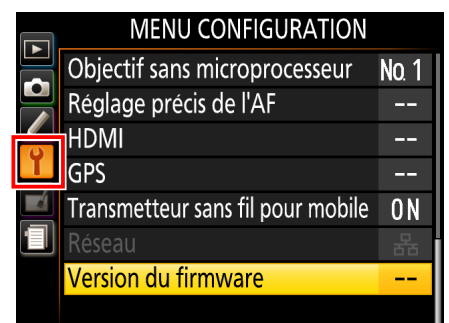 MENU CONFIGURATION
Objectif sans microprocesseur No. 1
Réglage précis de l'AF --
HDMI --
GPS --
Transmetteur sans fil pour mobile ON
Réseau
Version du firmware --